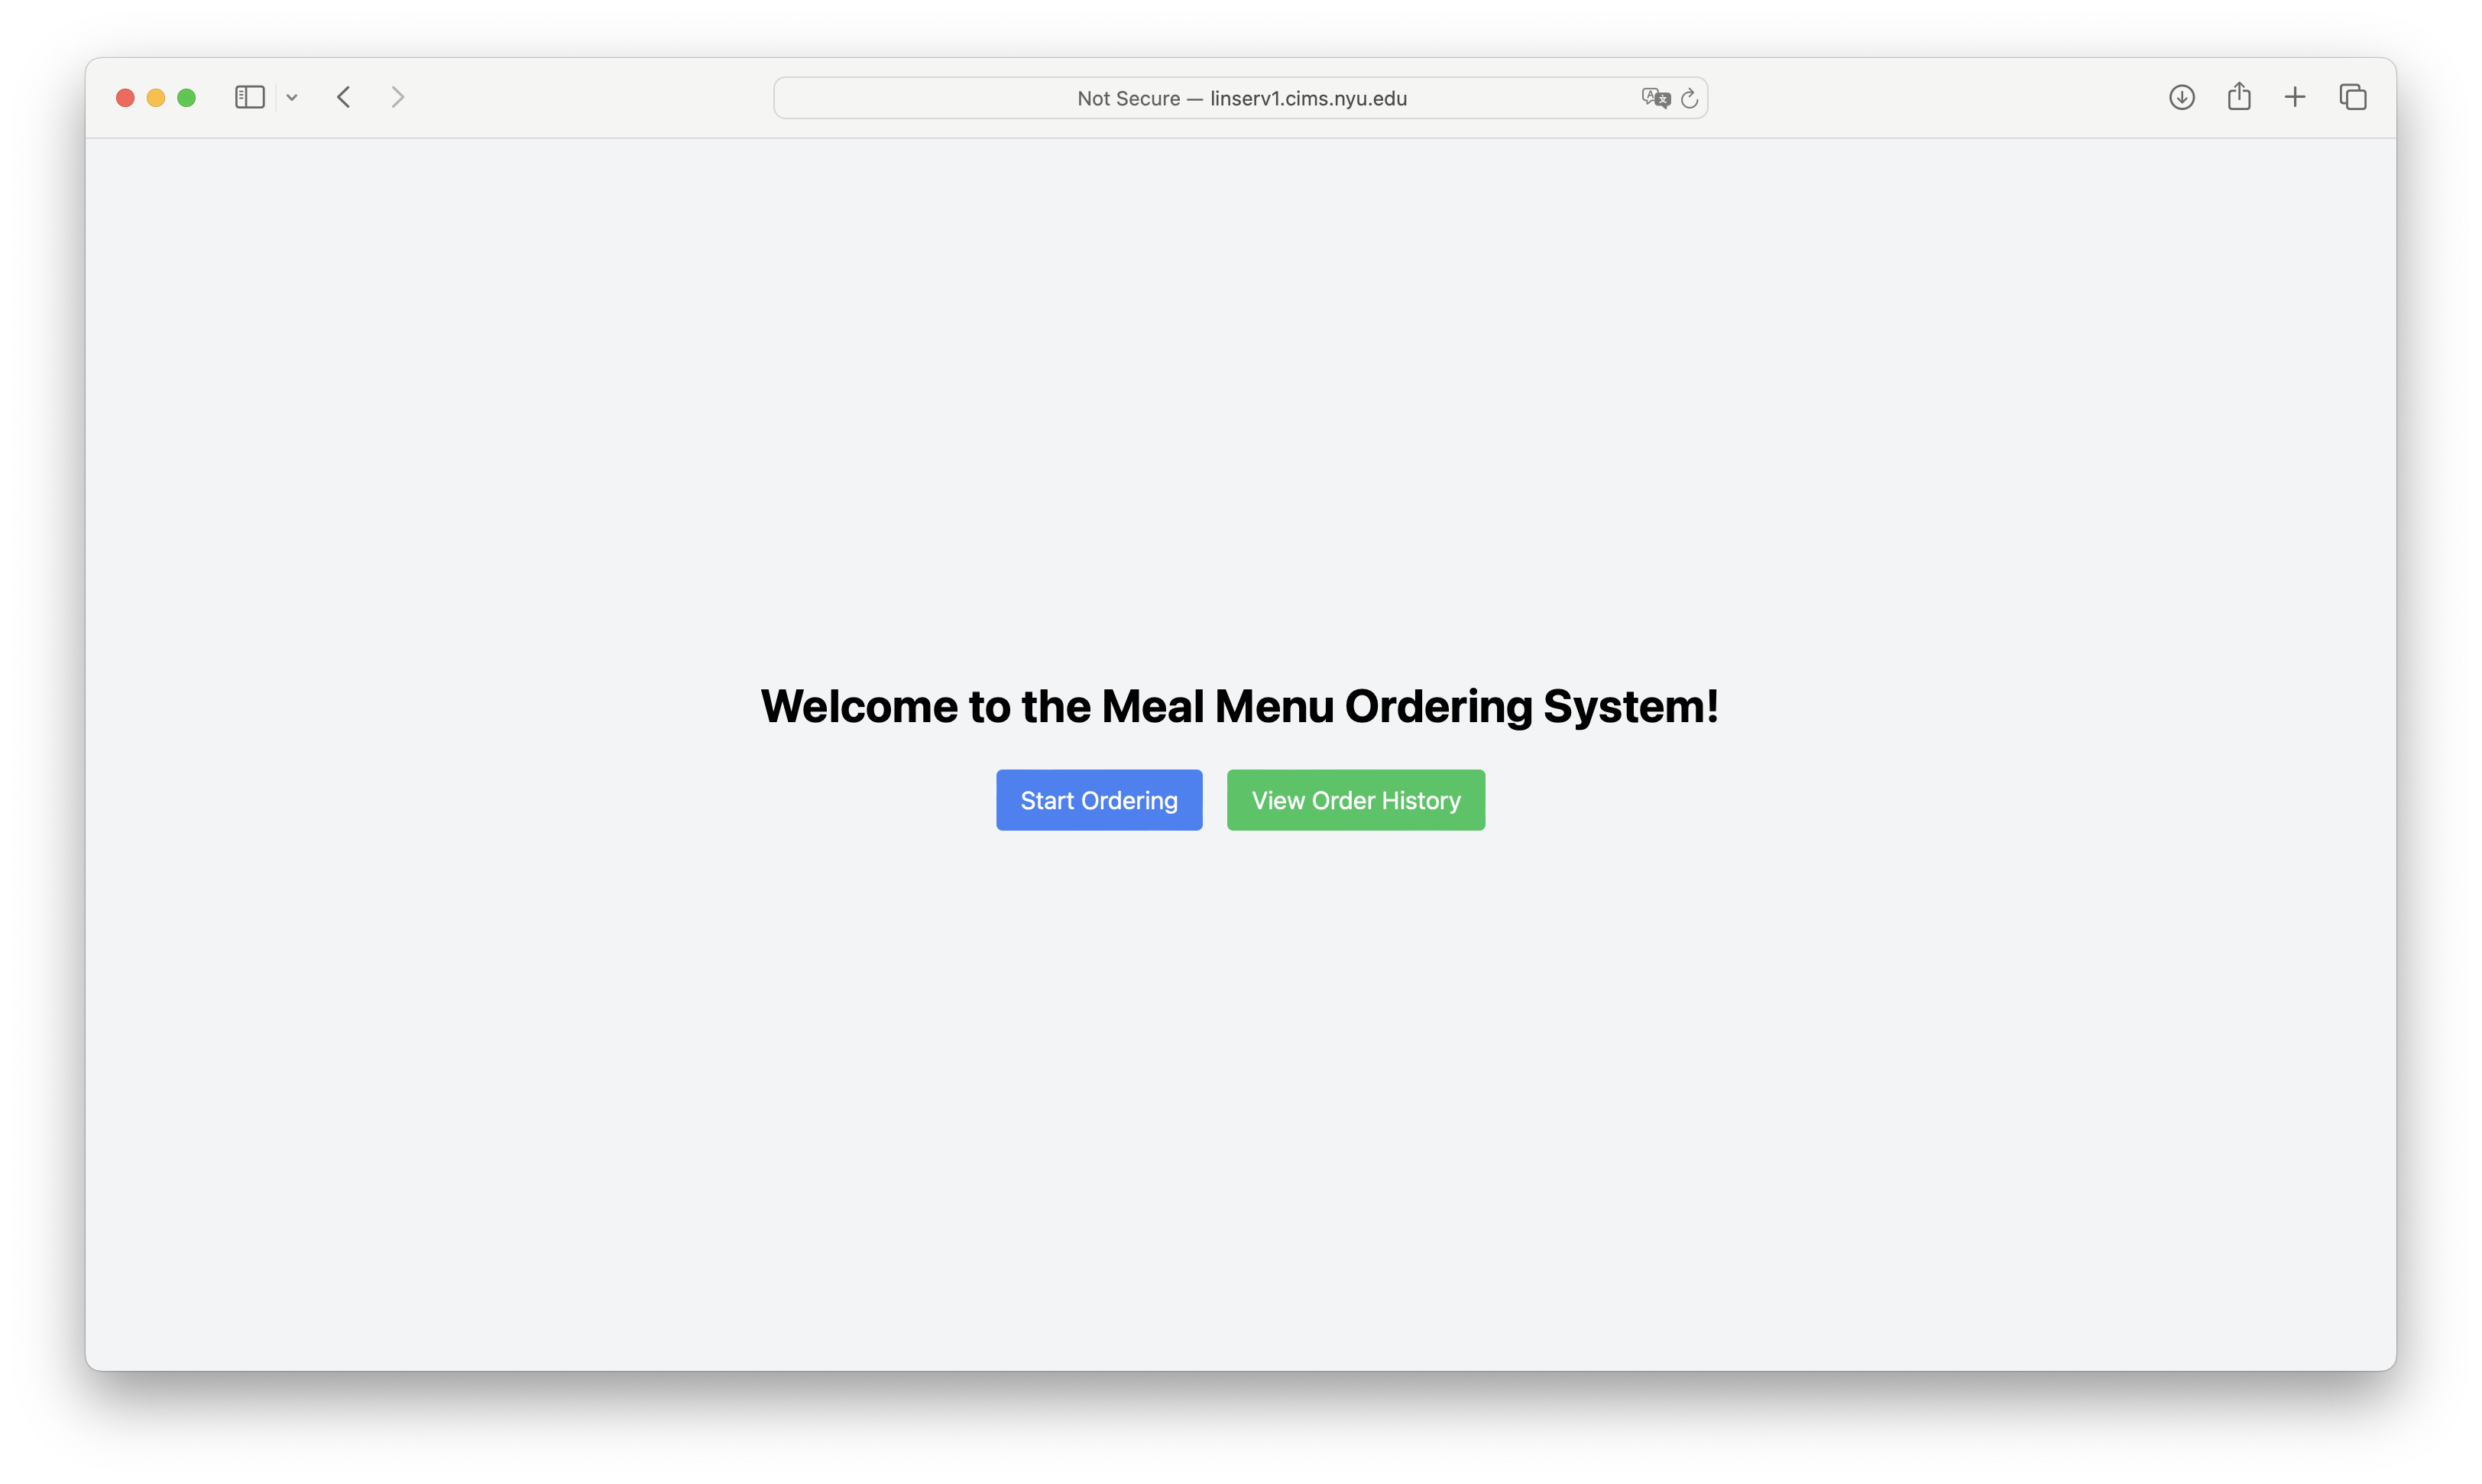 Not Secure — linserv1.cims.nyu.edu
Welcome to the Meal Menu Ordering System!
Start Ordering
View Order History